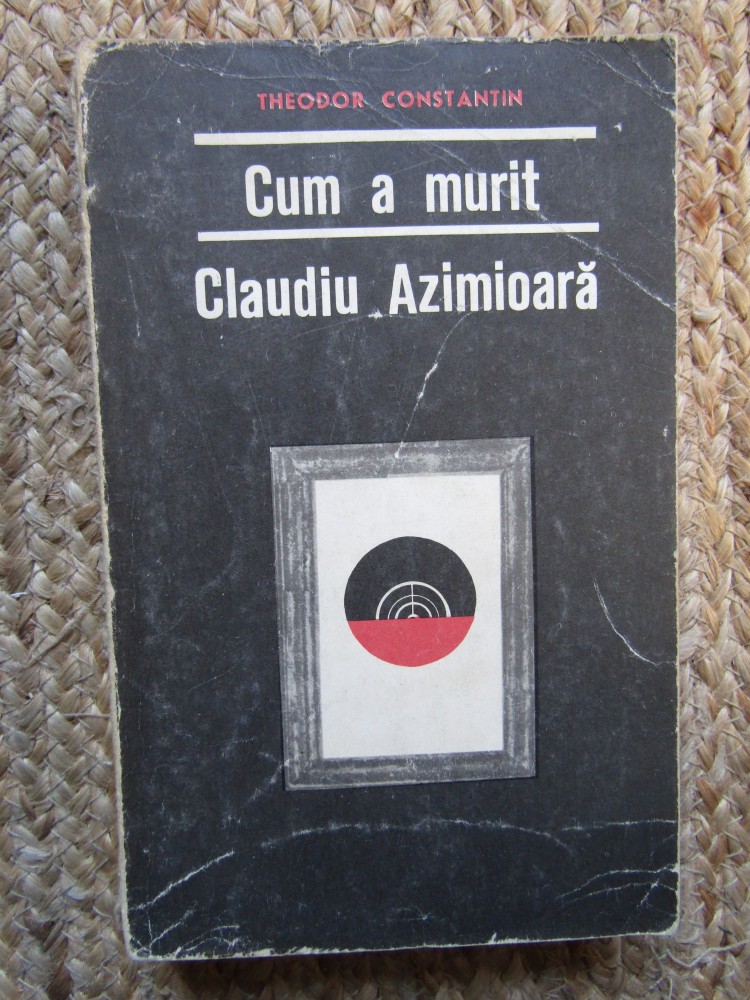 THEODOR CONSTANTIN
Cum a murit
Claudiu Azimioară